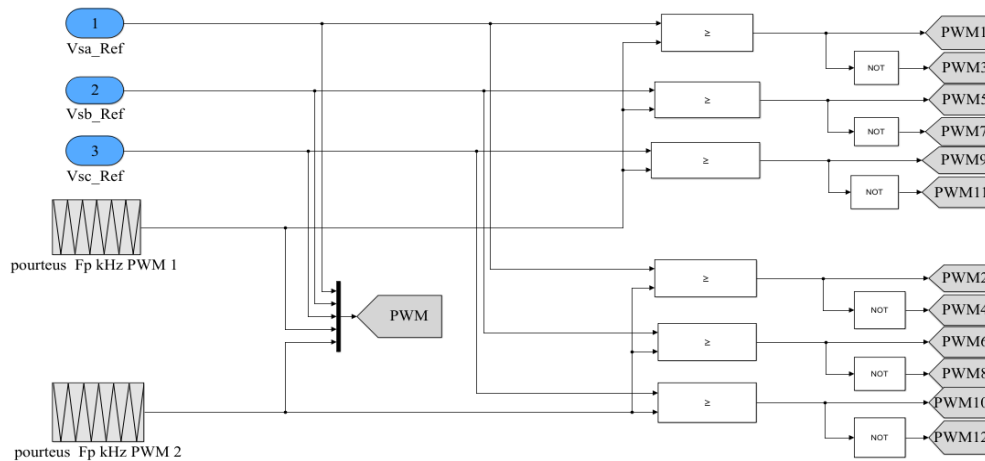 1
Vsa_Ref
≥
PWM1
NOT
PWM3
2
Vsb_Ref
≥
PWM5
NOT
PWM7
3
Vsc_Ref
≥
PWM9
NOT
PWM11
pourteus Fp kHz PWM 1
≥
PWM2
NOT
PWM4
PWM
≥
PWM6
NOT
PWM8
≥
PWM10
NOT
PWM12
pourteus Fp kHz PWM 2